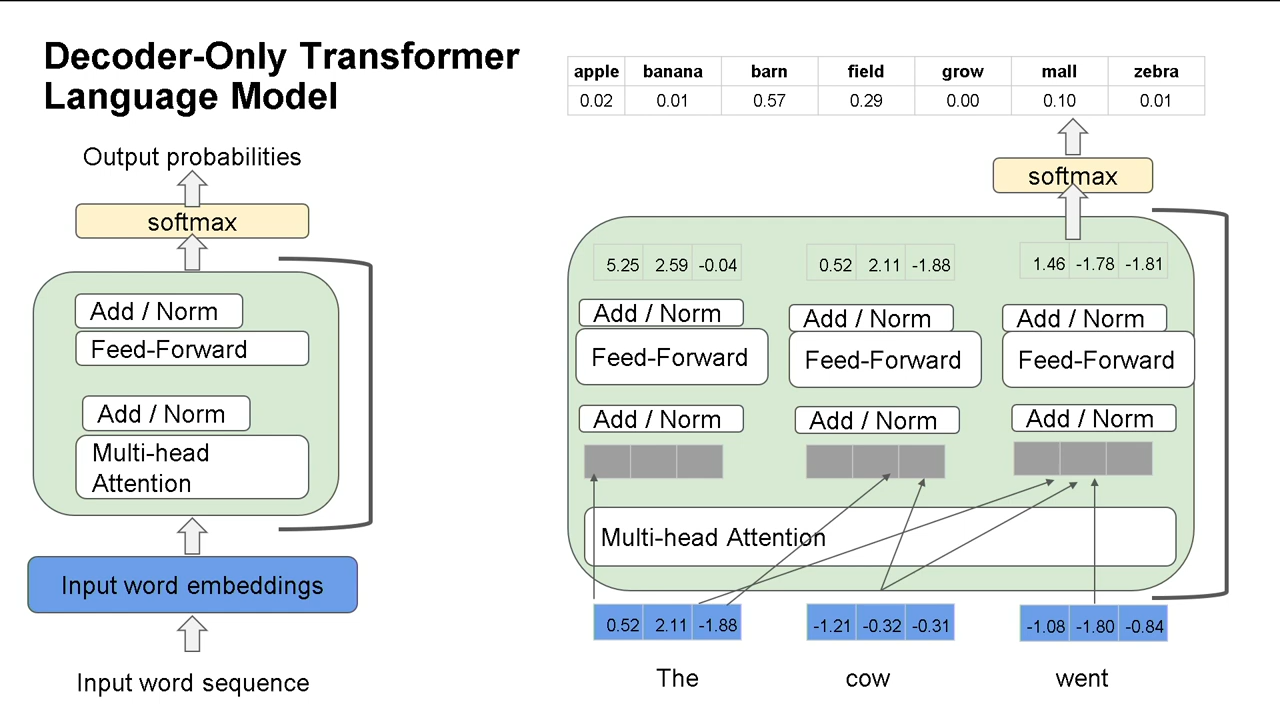 Decoder-Only Transformer
Language Model
Output probabilities
softmax
Add / Norm
Feed-Forward
Add / Norm
Multi-head
Attention
Input word embeddings
Input word sequence
apple banana barn field grow mall zebra
0.02 0.01 0.57 0.29 0.00 0.10 0.01
softmax
5.25 2.59 -0.04 0.52 2.11 -1.88 1.46 -1.78 -1.81
Add / Norm Add / Norm Add / Norm
Feed-Forward Feed-Forward Feed-Forward
Add / Norm Add / Norm Add / Norm
Multi-head Attention
0.52 2.11 -1.88 -1.21 -0.32 -0.31 -1.08 -1.80 -0.84
The cow went